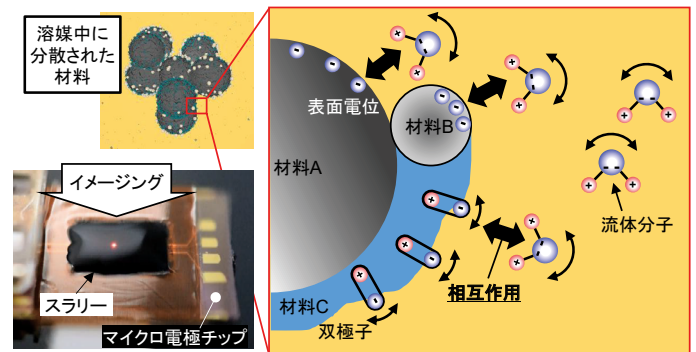 溶媒中に
分散された
材料
イメージング
スラリー
マイクロ電極チップ
表面電位
材料B
材料A
流体分子
相互作用
材料C
双極子